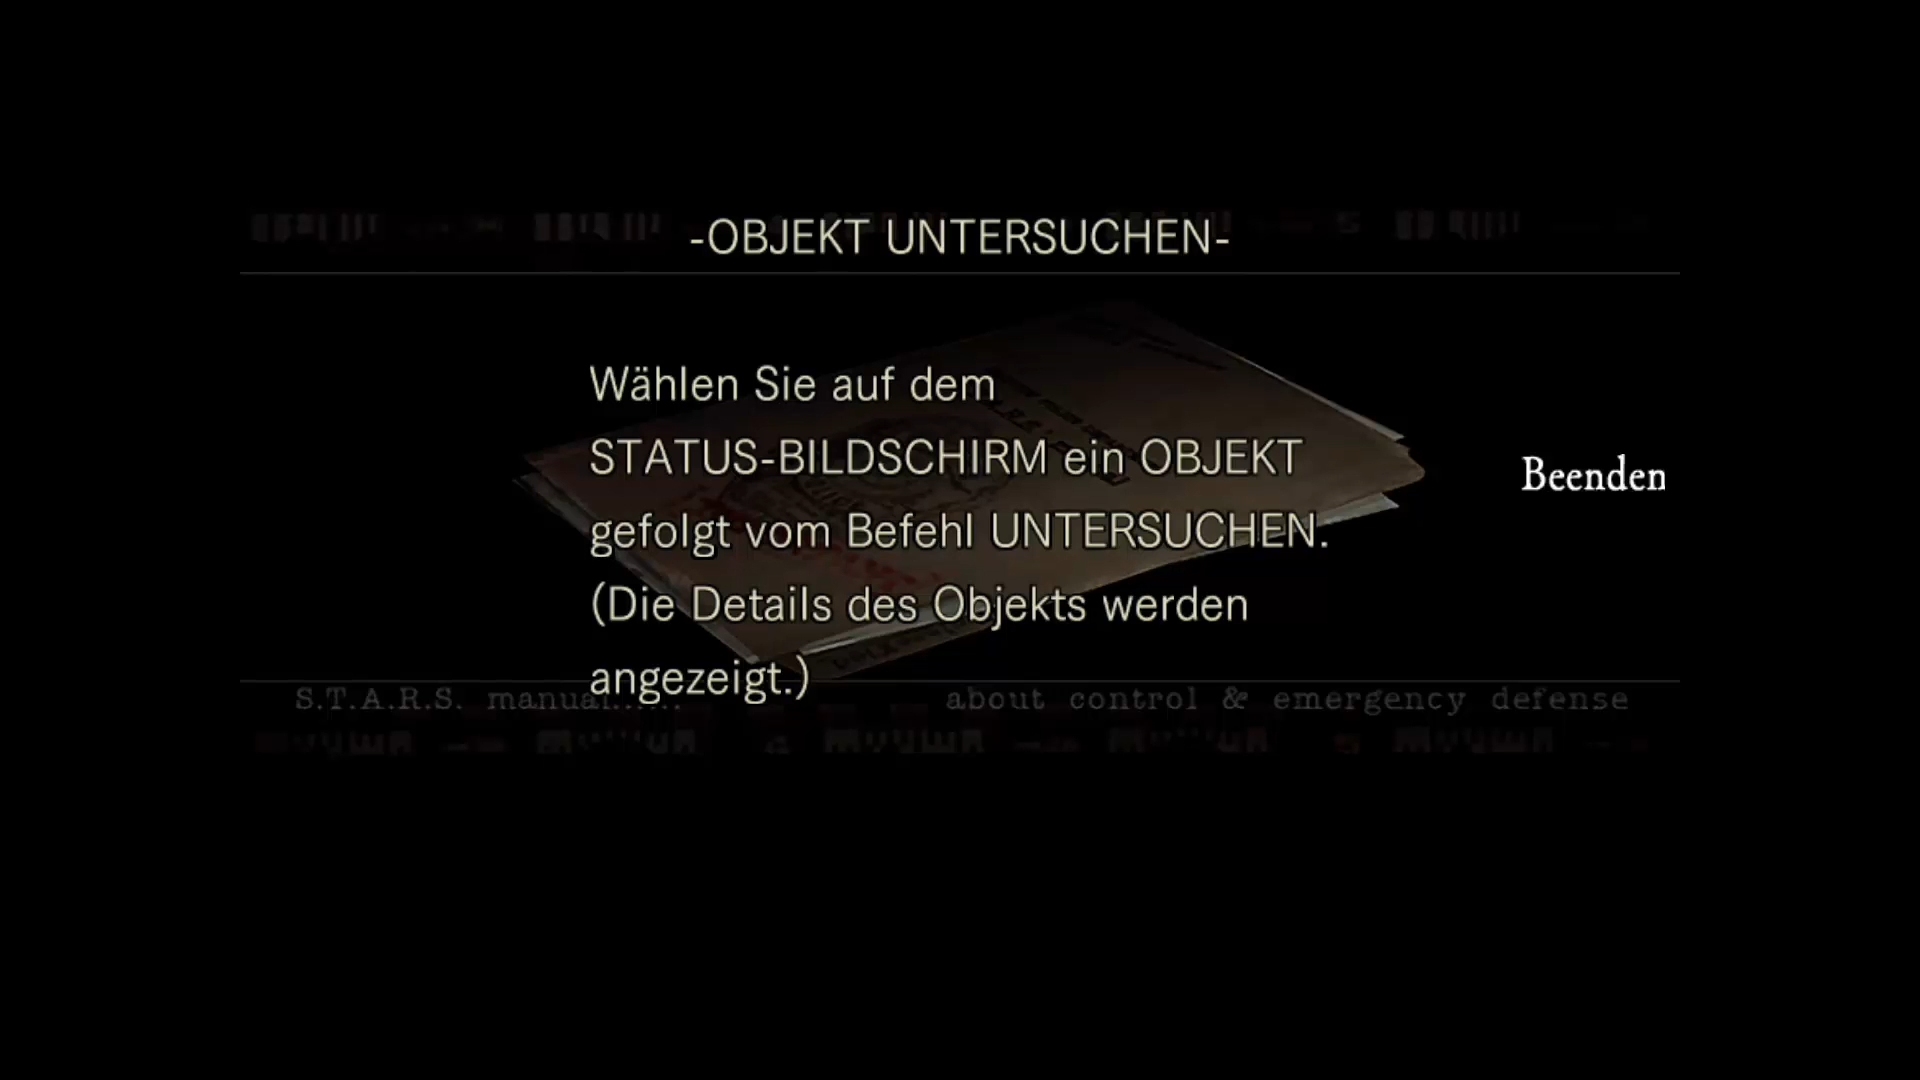 -OBJEKT UNTERSUCHEN-
Wählen Sie auf dem
STATUS-BILDSCHIRM ein OBJEKT
gefolgt vom Befehl UNTERSUCHEN.
(Die Details des Objekts werden
angezeigt.)
Beenden
S.T.A.R.S. manual...... about control & emergency defense